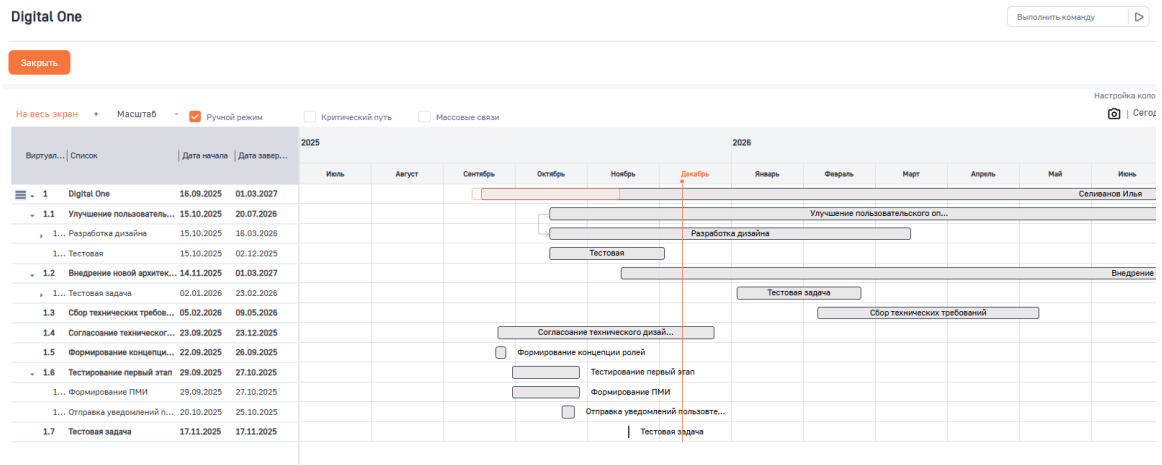 Digital One
Выполнить команду
Закрыть
Настройка коло
На весь экран + Масштаб - Ручной режим Критический путь Массовые связи | Сегод
Виртуал... Список Дата начала Дата завер... 2025 2026
Июль Август Сентябрь Октябрь Ноябрь Декабрь Январь Февраль Март Апрель Май Июнь
1 Digital One 16.09.2025 01.03.2027 Селиванов Илья
1.1 Улучшение пользователь... 15.10.2025 20.07.2026 Улучшение пользовательского оп...
1... Разработка дизайна 15.10.2025 16.03.2026 Разработка дизайна
1... Тестовая 15.10.2025 02.12.2025 Тестовая
1.2 Внедрение новой архитек... 14.11.2025 01.03.2027 Внедрение
1... Тестовая задача 02.01.2026 23.02.2026 Тестовая задача
1.3 Сбор технических требов... 05.02.2026 09.05.2026 Сбор технических требований
1.4 Согласоание техническог... 23.09.2025 23.12.2025 Согласоание технического дизай...
1.5 Формирование концепци... 22.09.2025 26.09.2025 Формирование концепции ролей
1.6 Тестирование первый этап 29.09.2025 27.10.2025 Тестирование первый этап
1... Формирование ПМИ 29.09.2025 27.10.2025 Формирование ПМИ
1... Отправка уведомлений п... 20.10.2025 25.10.2025 Отправка уведомлений пользовте...
1.7 Тестовая задача 17.11.2025 17.11.2025 Тестовая задача